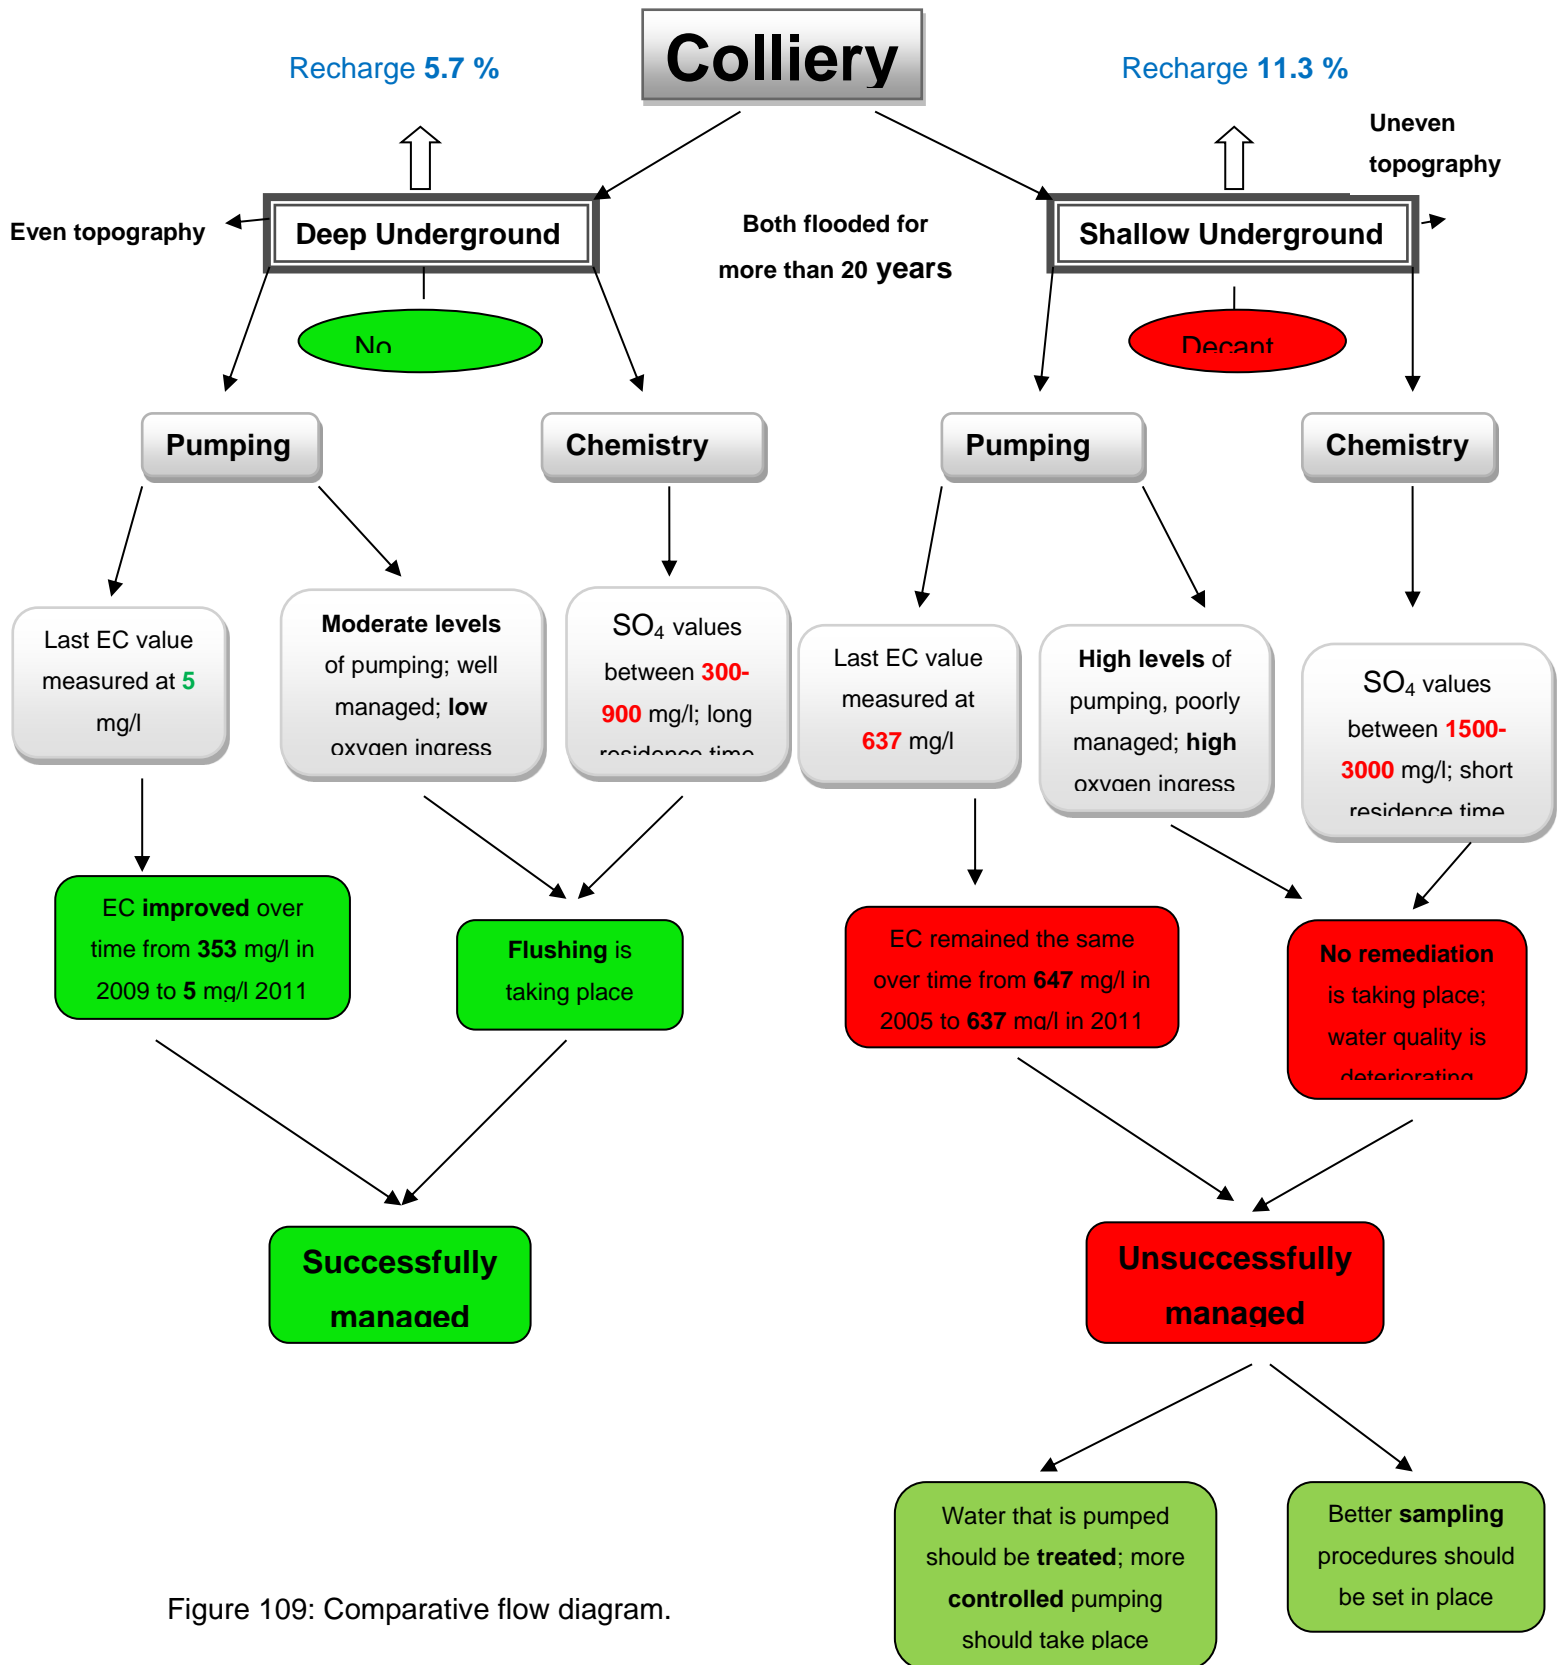 Colliery
Recharge 5.7 %
Recharge 11.3 %
Uneven
topography
Even topography
Deep Underground
Both flooded for
more than 20 years
Shallow Underground
No
Decant
Pumping
Chemistry
Pumping
Chemistry
Last EC value
measured at 5
mg/l
Moderate levels
of pumping; well
managed; low
oxygen ingress
SO₄ values
between 300-
900 mg/l; long
residence time
Last EC value
measured at
637 mg/l
High levels of
pumping, poorly
managed; high
oxygen ingress
SO₄ values
between 1500-
3000 mg/l; short
residence time
EC improved over
time from 353 mg/l in
2009 to 5 mg/l 2011
Flushing is
taking place
EC remained the same
over time from 647 mg/l in
2005 to 637 mg/l in 2011
No remediation
is taking place;
water quality is
deteriorating
Successfully
managed
Unsuccessfully
managed
Water that is pumped
should be treated; more
controlled pumping
should take place
Better sampling
procedures should
be set in place
Figure 109: Comparative flow diagram.